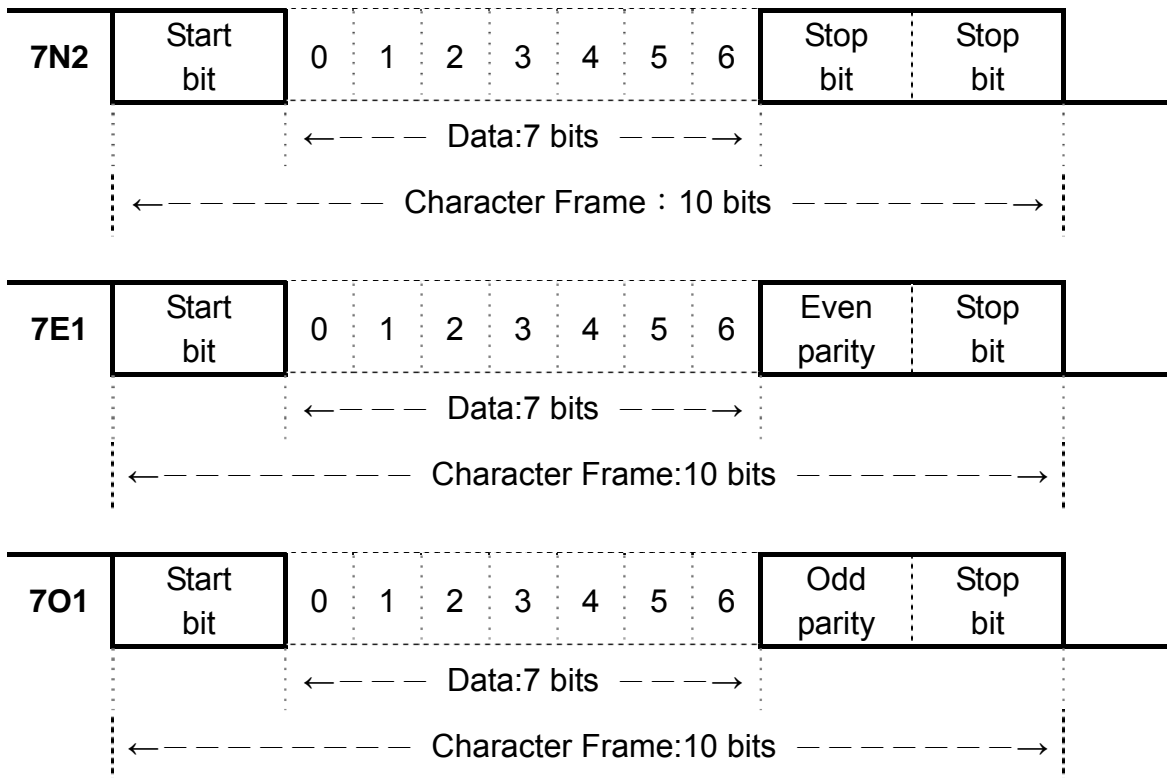 7N2 Start bit 0 1 2 3 4 5 6 Stop bit Stop bit
←--- Data:7 bits ---→
←------- Character Frame：10 bits -------→
7E1 Start bit 0 1 2 3 4 5 6 Even parity Stop bit
←--- Data:7 bits ---→
←-------- Character Frame:10 bits -------→
7O1 Start bit 0 1 2 3 4 5 6 Odd parity Stop bit
←--- Data:7 bits ---→
←-------- Character Frame:10 bits -------→